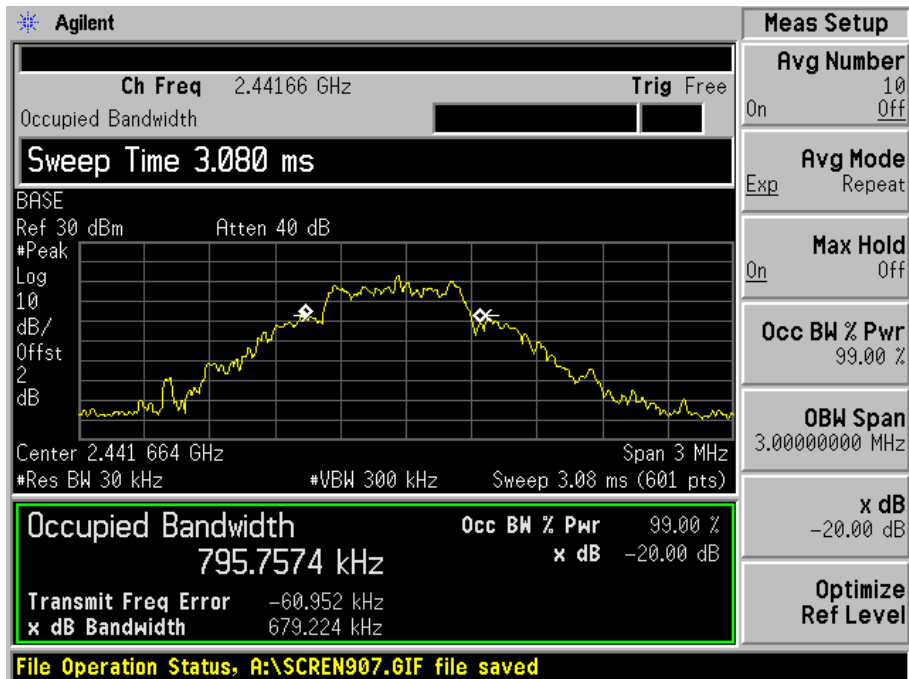 Agilent
Ch Freq 2.44166 GHz Trig Free
Occupied Bandwidth
Sweep Time 3.080 ms
BASE
Ref 30 dBm Atten 40 dB
#Peak
Log
10
dB/
Offst
2
dB
Center 2.441 664 GHz Span 3 MHz
#Res BW 30 kHz #VBW 300 kHz Sweep 3.08 ms (601 pts)
Occupied Bandwidth Occ BW % Pwr 99.00 %
795.7574 kHz x dB -20.00 dB
Transmit Freq Error -60.952 kHz
x dB Bandwidth 679.224 kHz
File Operation Status, A:\SCREN907.GIF file saved
Meas Setup
Avg Number
10
On Off
Avg Mode
Exp Repeat
Max Hold
On Off
Occ BW % Pwr
99.00 %
OBW Span
3.00000000 MHz
x dB
-20.00 dB
Optimize
Ref Level